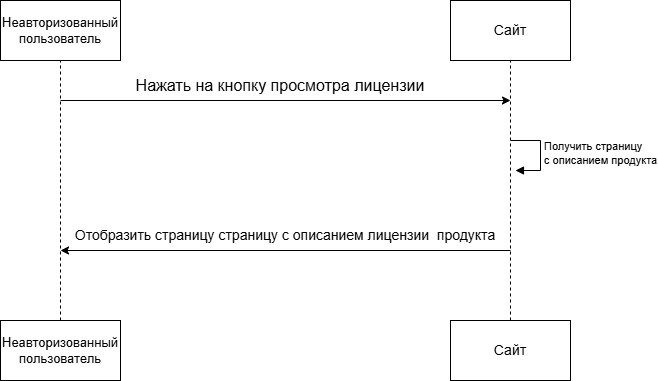 Неавторизованный
пользователь
Сайт
Нажать на кнопку просмотра лицензии
Получить страницу
с описанием продукта
Отобразить страницу страницу с описанием лицензии продукта
Неавторизованный
пользователь
Сайт